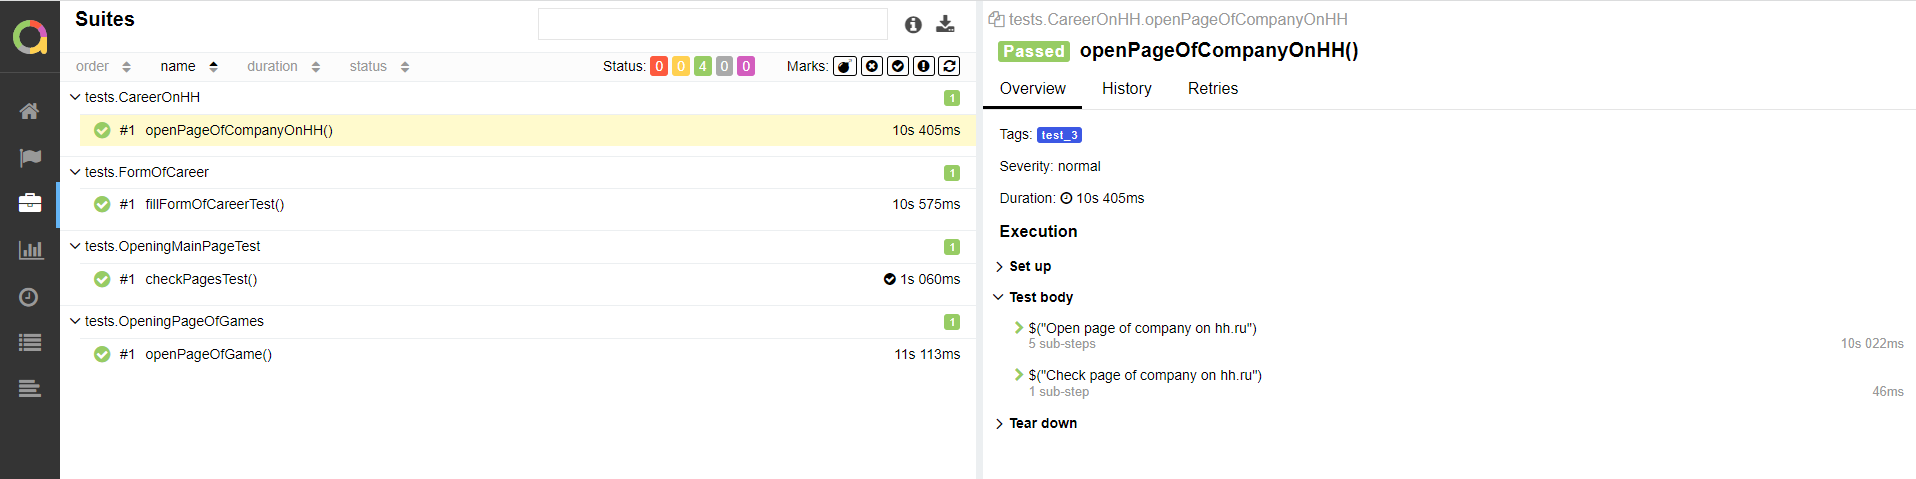 Suites
order name duration status Status: 0 0 4 0 0 Marks:
tests.CareerOnHH 1
#1 openPageOfCompanyOnHH() 10s 405ms
tests.FormOfCareer 1
#1 fillFormOfCareerTest() 10s 575ms
tests.OpeningMainPageTest 1
#1 checkPagesTest() 1s 060ms
tests.OpeningPageOfGames 1
#1 openPageOfGame() 11s 113ms
tests.CareerOnHH.openPageOfCompanyOnHH
Passed openPageOfCompanyOnHH()
Overview History Retries
Tags: test_3
Severity: normal
Duration: 10s 405ms
Execution
Set up
Test body
$("Open page of company on hh.ru")
5 sub-steps 10s 022ms
$("Check page of company on hh.ru")
1 sub-step 46ms
Tear down